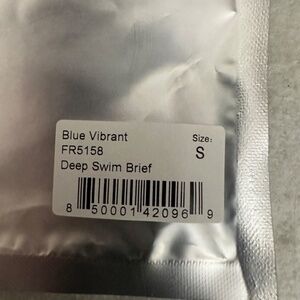 Blue Vibrant
Size:
FR5158
S
Deep Swim Brief
8 50001 42096 9